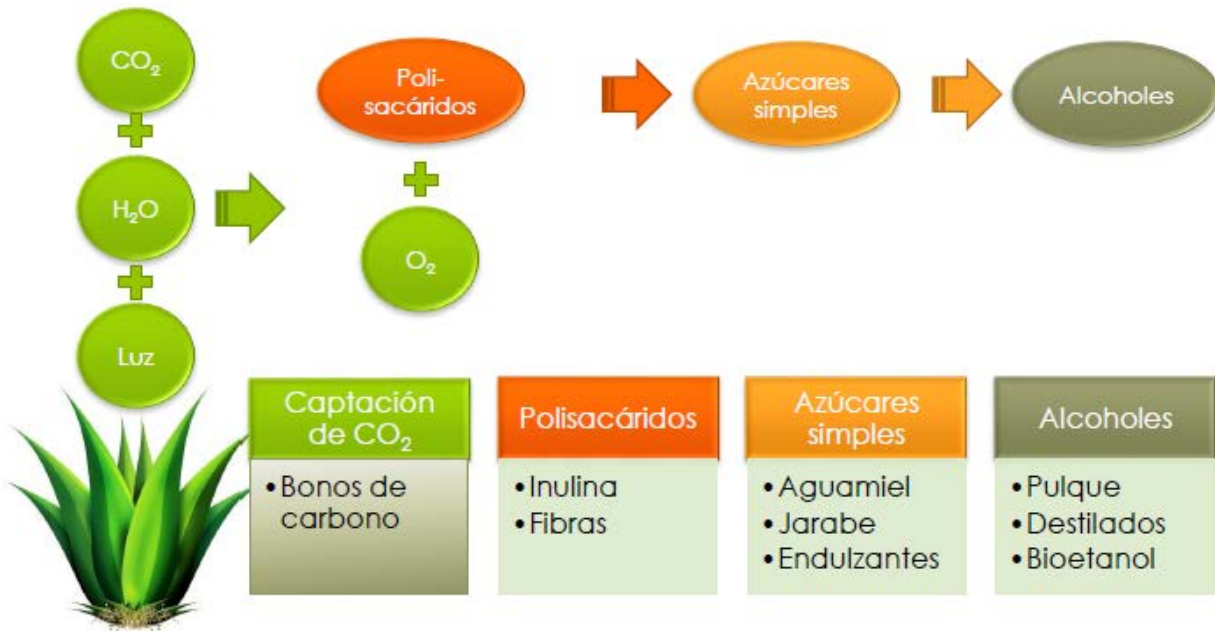 CO₂
H₂O
Luz
Poli-
sacáridos
O₂
Azúcares
simples
Alcoholes
Captación
de CO₂
•Bonos de
carbono
Polisacáridos
•Inulina
•Fibras
Azúcares
simples
•Aguamiel
•Jarabe
•Endulzantes
Alcoholes
•Pulque
•Destilados
•Bioetanol